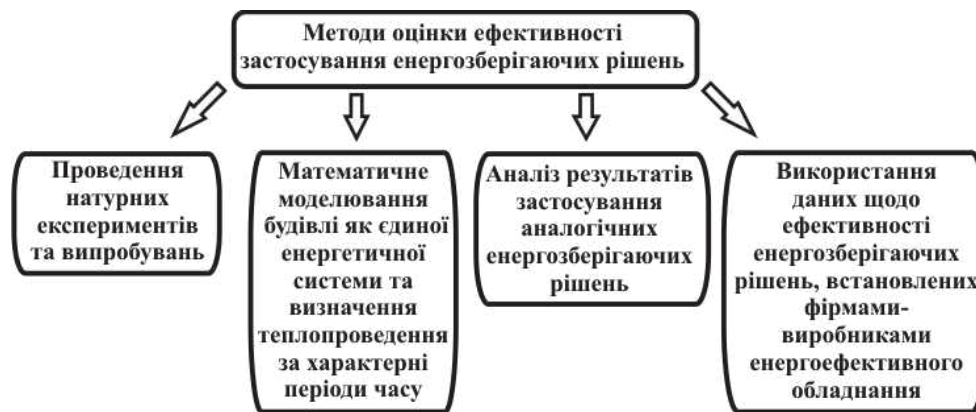 Методи оцінки ефективності
застосування енергозберігаючих рішень
Проведення
натурних
експериментів
та випробувань
Математичне
моделювання
будівлі як єдиної
енергетичної
системи та
визначення
теплопроведення
за характерні
періоди часу
Аналіз результатів
застосування
аналогічних
енергозберігаючих
рішень
Використання
даних щодо
ефективності
енергозберігаючих
рішень, встановлених
фірмами-
виробниками
енергоефективного
обладнання